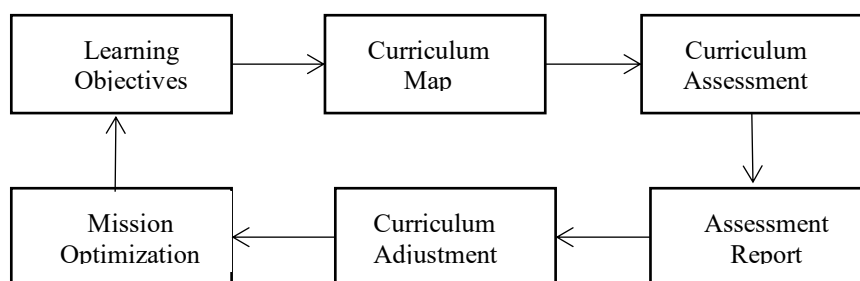 Learning
Objectives
Curriculum
Map
Curriculum
Assessment
Mission
Optimization
Curriculum
Adjustment
Assessment
Report